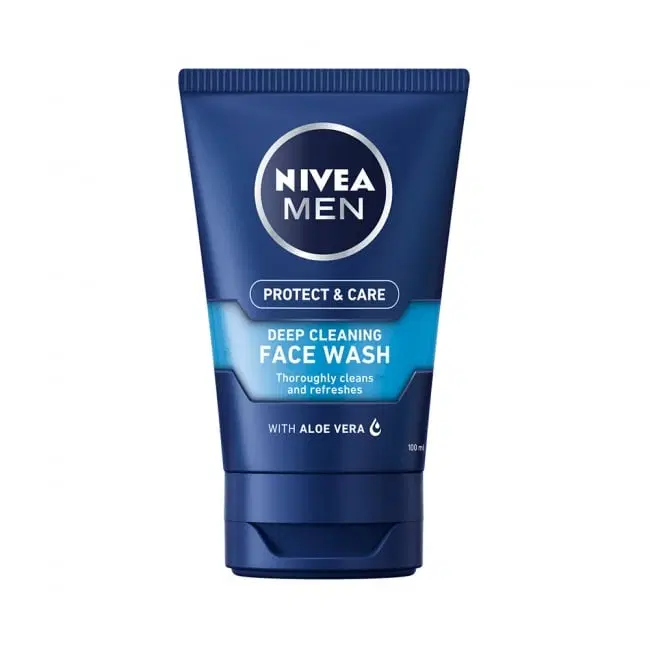 NIVEA
MEN
PROTECT & CARE
DEEP CLEANING
FACE WASH
Thoroughly cleans
and refreshes
WITH ALOE VERA
100 ml